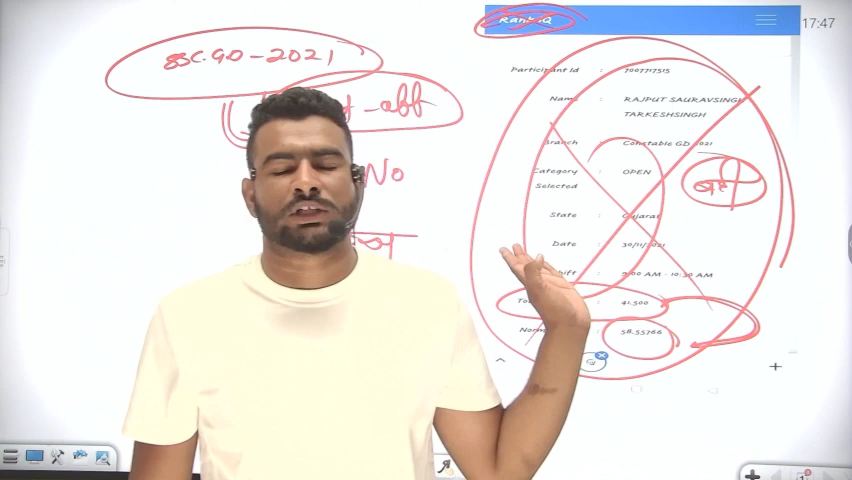 17:47
RankIQ
SSC.GD-2021
Participant Id : 7007717515
Name : RAJPUT SAURAVSINGH
TARKESHSINGH
Branch Constable GD 2021
Category : OPEN
Selected
No
State : Gujarat
Date : 30/11/2021
9:00 AM - 10:30 AM
41.500
58.55766